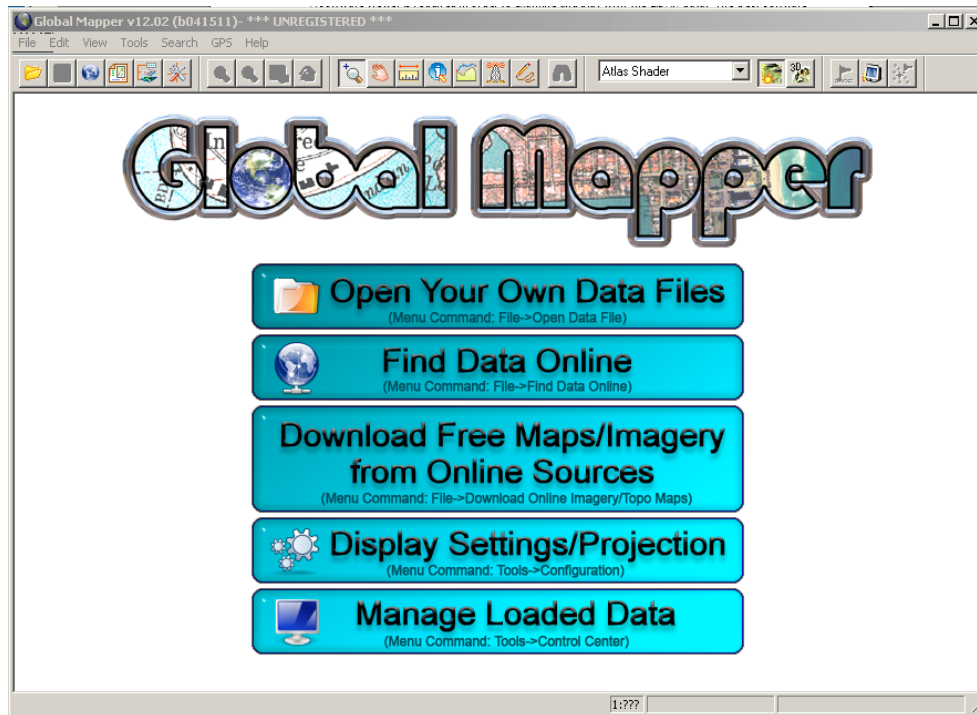 Global Mapper v12.02 (b041511)- *** UNREGISTERED ***
File Edit View Tools Search GPS Help
Atlas Shader
3D
Global Mapper
Open Your Own Data Files
(Menu Command: File->Open Data File)
Find Data Online
(Menu Command: File->Find Data Online)
Download Free Maps/Imagery
from Online Sources
(Menu Command: File->Download Online Imagery/Topo Maps)
Display Settings/Projection
(Menu Command: Tools->Configuration)
Manage Loaded Data
(Menu Command: Tools->Control Center)
1:???